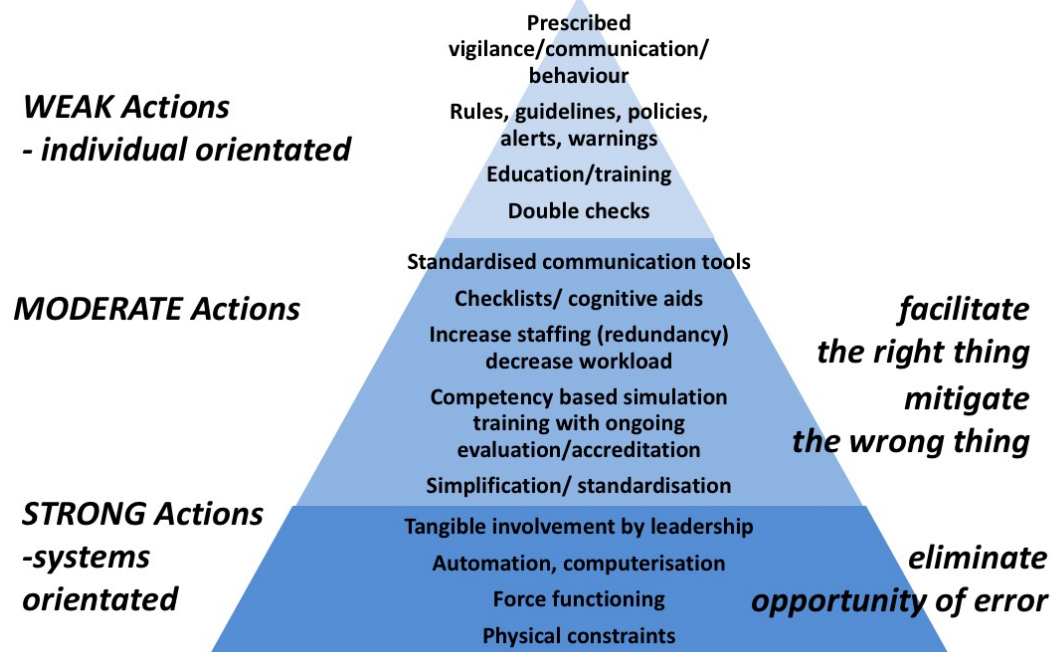 Prescribed
vigilance/communication/
behaviour
WEAK Actions
- individual orientated
Rules, guidelines, policies,
alerts, warnings
Education/training
Double checks
Standardised communication tools
MODERATE Actions
Checklists/ cognitive aids
Increase staffing (redundancy)
decrease workload
Competency based simulation
training with ongoing
evaluation/accreditation
Simplification/ standardisation
facilitate
the right thing
mitigate
the wrong thing
STRONG Actions
-systems
orientated
Tangible involvement by leadership
Automation, computerisation
Force functioning
Physical constraints
eliminate
opportunity of error